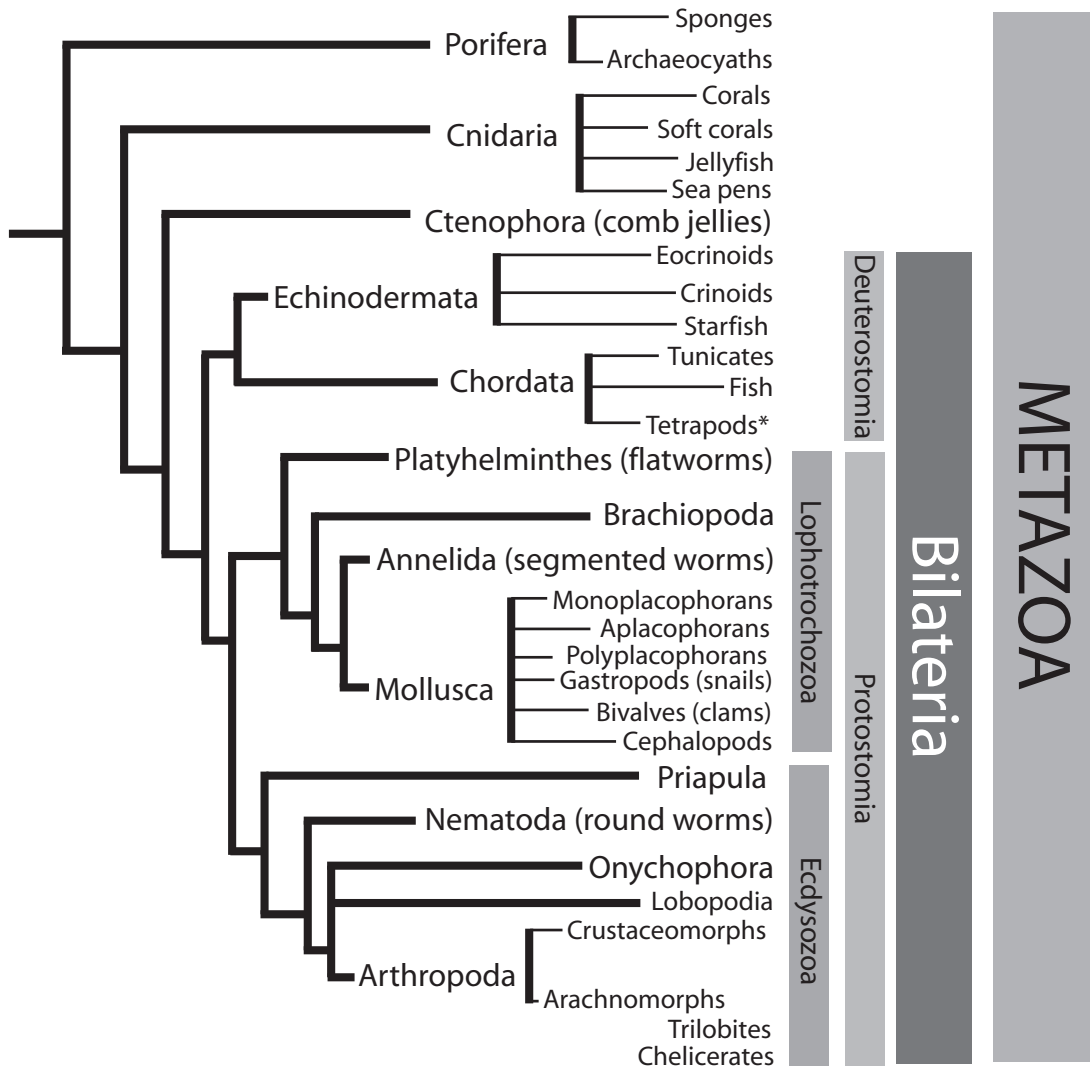 Sponges
Porifera
Archaeocyaths
Corals
Cnidaria
Soft corals
Jellyfish
Sea pens
Ctenophora (comb jellies)
Eocrinoids
Echinodermata
Crinoids
Starfish
Tunicates
Chordata
Fish
Tetrapods*
Platyhelminthes (flatworms)
Brachiopoda
Annelida (segmented worms)
Monoplacophorans
Aplacophorans
Polyplacophorans
Mollusca
Gastropods (snails)
Bivalves (clams)
Cephalopods
Priapula
Nematoda (round worms)
Onychophora
Lobopodia
Crustaceomorphs
Arthropoda
Arachnomorphs
Trilobites
Chelicerates
Lophotrochozoa
Ecdysozoa
Deuterostomia
Protostomia
Bilateria
METAZOA